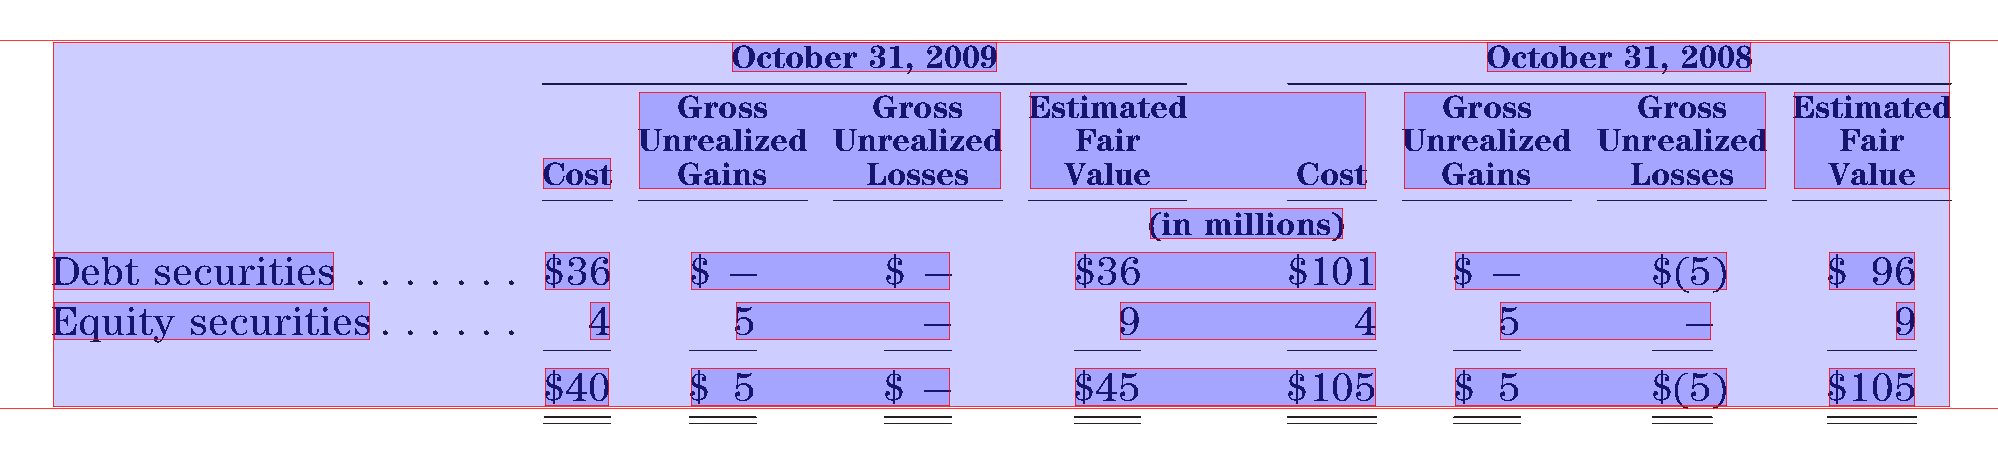 October 31, 2009 October 31, 2008
Gross Gross Estimated Gross Gross Estimated
Unrealized Unrealized Fair Unrealized Unrealized Fair
Cost Gains Losses Value Cost Gains Losses Value
(in millions)
Debt securities . . . . . . . $36 $ — $ — $36 $101 $ — $(5) $ 96
Equity securities . . . . . . 4 5 — 9 4 5 — 9
$40 $ 5 $ — $45 $105 $ 5 $(5) $105